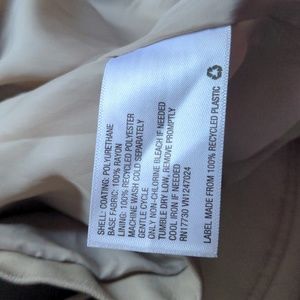 SHELL: COATING: POLYURETHANE
BASE FABRIC: 100% RAYON
LINING: 100% RECYCLED POLYESTER
MACHINE WASH COLD SEPARATELY
GENTLE CYCLE
ONLY NON-CHLORINE BLEACH IF NEEDED
TUMBLE DRY LOW, REMOVE PROMPTLY
COOL IRON IF NEEDED
RN17730 VN1247024
LABEL MADE FROM 100% RECYCLED PLASTIC